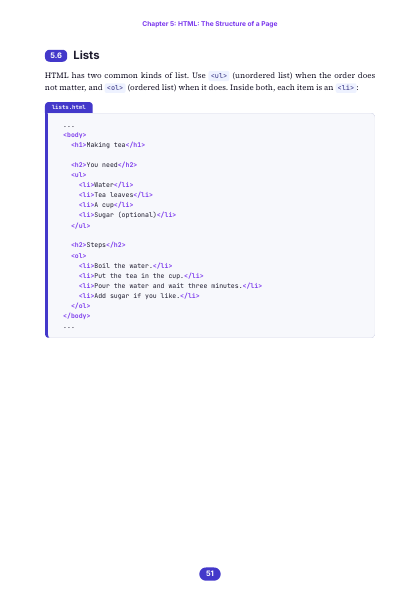 Chapter 5: HTML: The Structure of a Page
5.6 Lists
HTML has two common kinds of list. Use <ul> (unordered list) when the order does
not matter, and <ol> (ordered list) when it does. Inside both, each item is an <li>:
lists.html
...
<body>
  <h1>Making tea</h1>

  <h2>You need</h2>
  <ul>
    <li>Water</li>
    <li>Tea leaves</li>
    <li>A cup</li>
    <li>Sugar (optional)</li>
  </ul>

  <h2>Steps</h2>
  <ol>
    <li>Boil the water.</li>
    <li>Put the tea in the cup.</li>
    <li>Pour the water and wait three minutes.</li>
    <li>Add sugar if you like.</li>
  </ol>
</body>
...
51